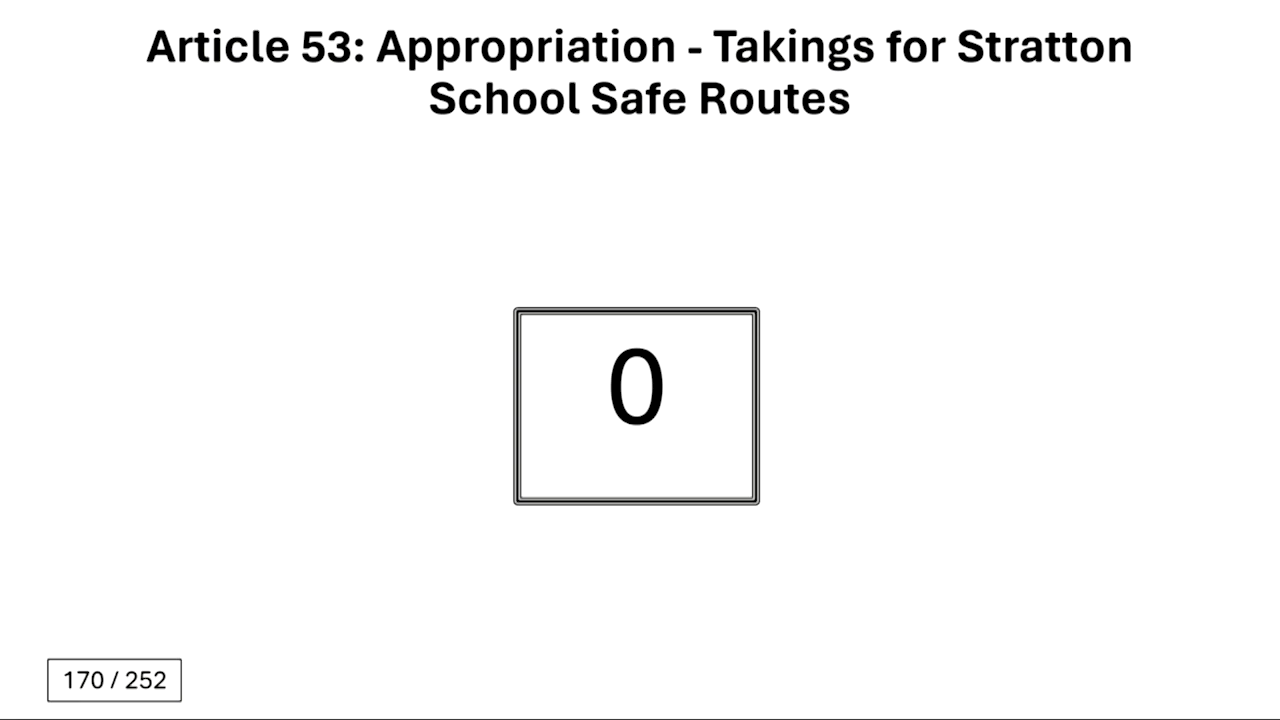 Article 53: Appropriation - Takings for Stratton
School Safe Routes
0
170 / 252